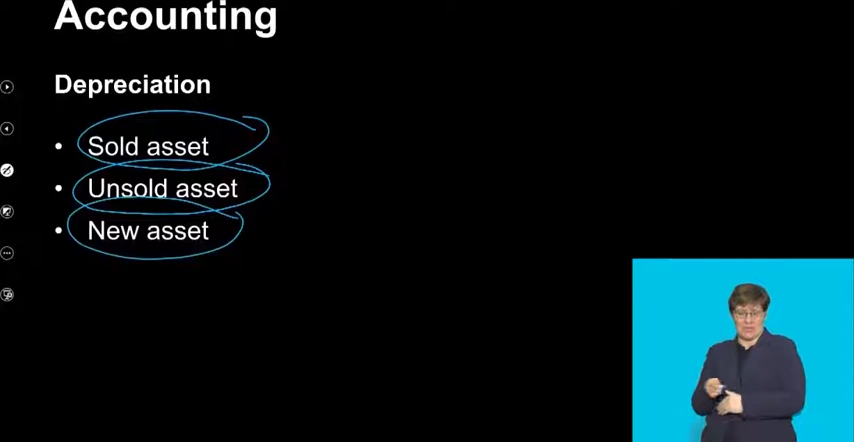 Accounting
Depreciation
• Sold asset
• Unsold asset
• New asset